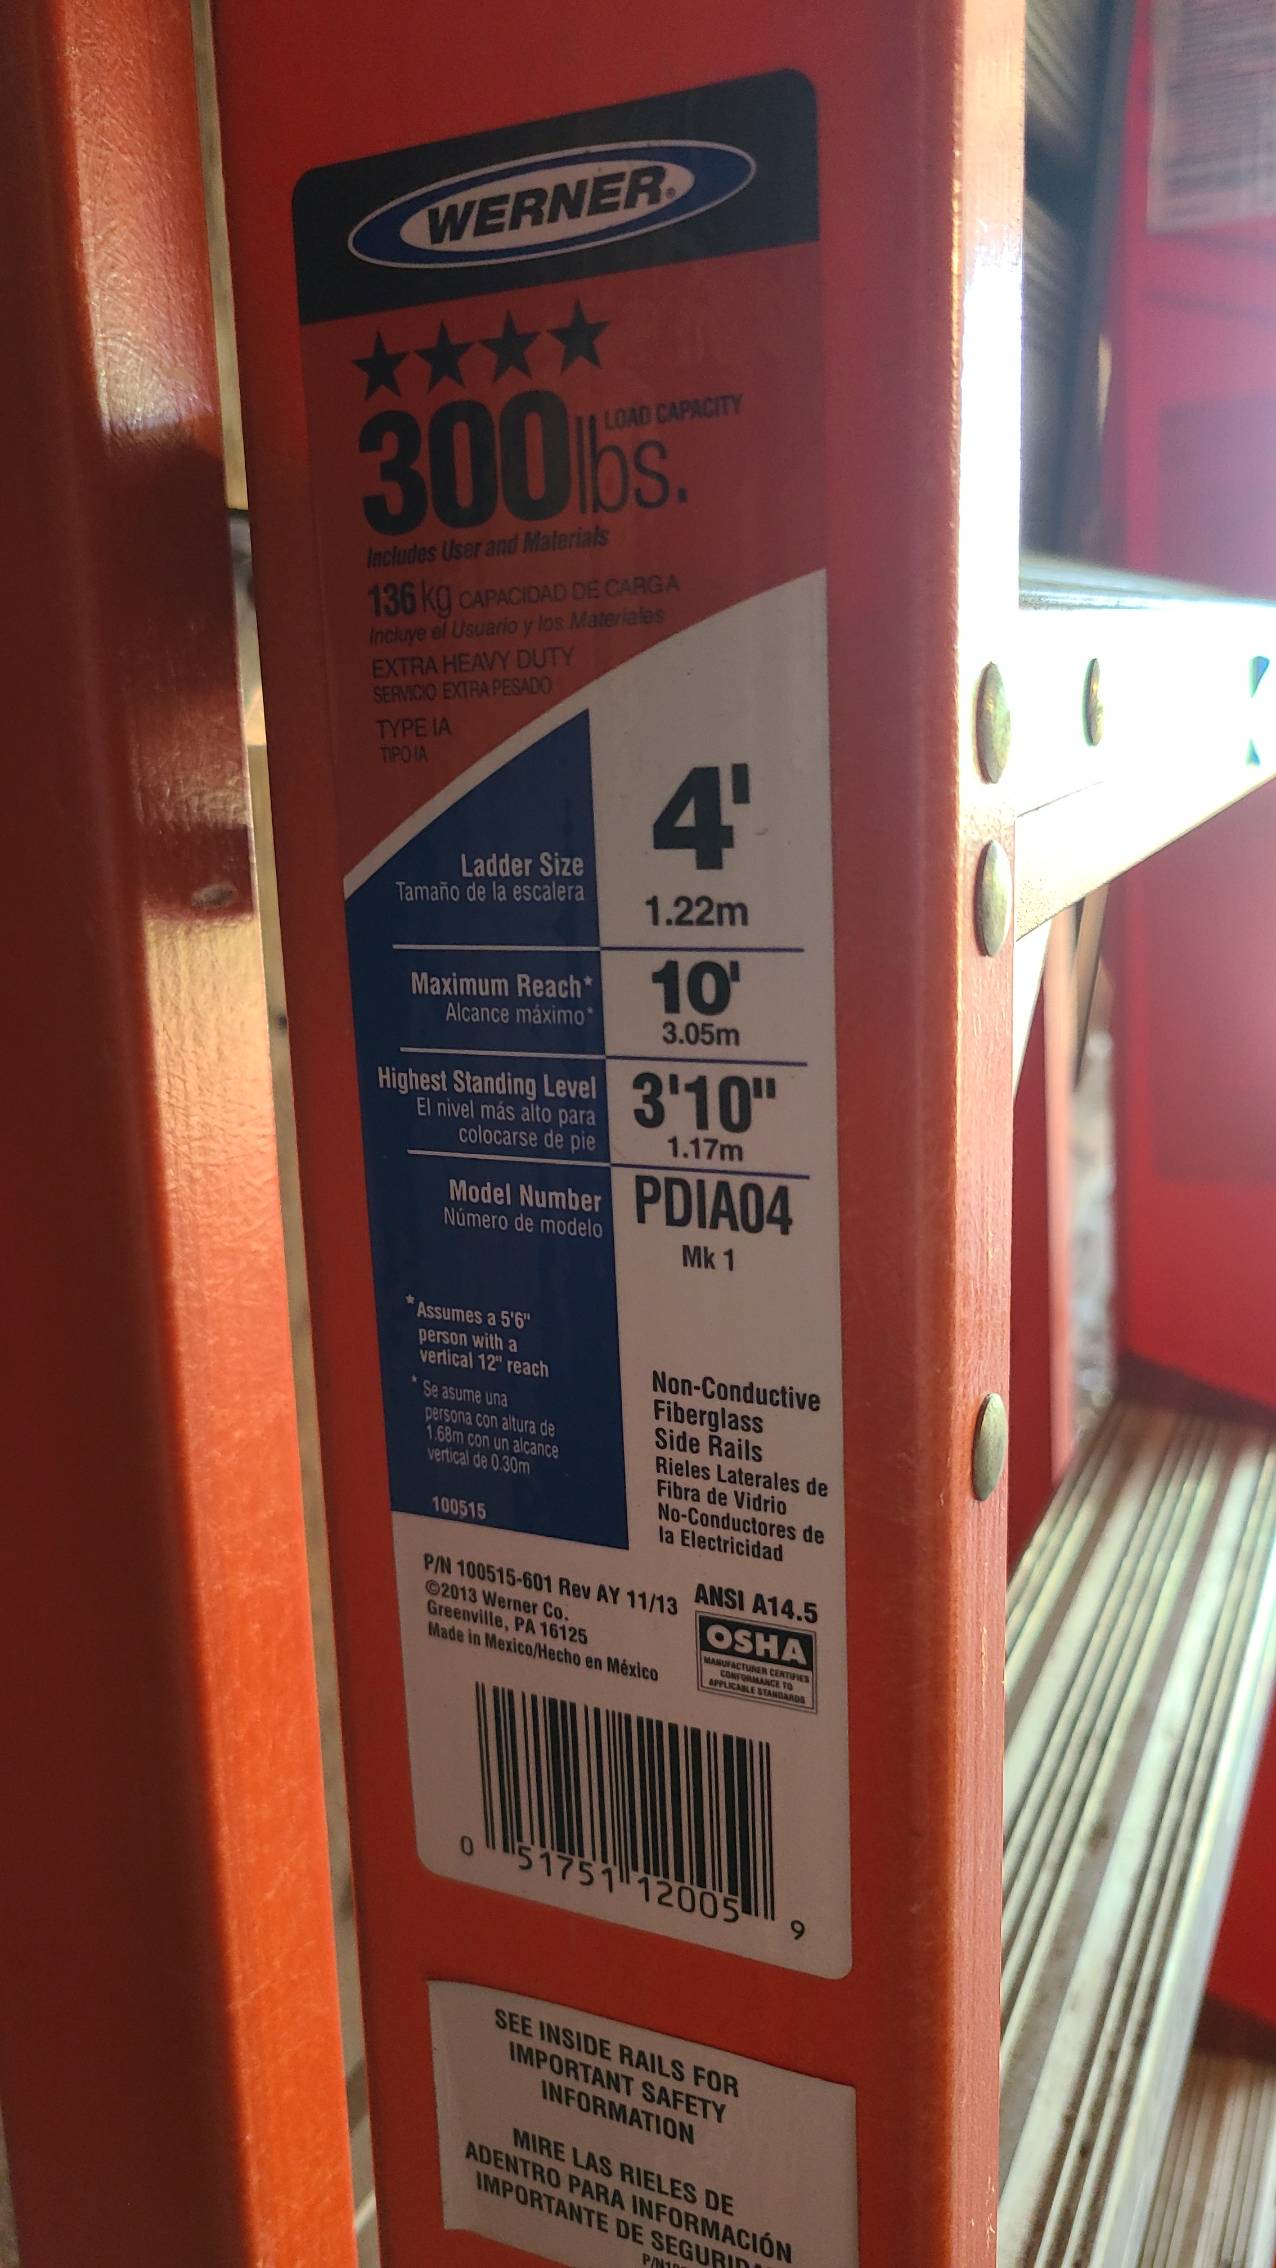 WERNER®
LOAD CAPACITY
300lbs.
Includes User and Materials
136kg CAPACIDAD DE CARGA
Incluye el Usuario y los Materiales
EXTRA HEAVY DUTY
SERVICIO EXTRA PESADO
TYPE IA
TIPO IA
Ladder Size
Tamaño de la escalera
4'
1.22m
Maximum Reach*
Alcance máximo*
10'
3.05m
Highest Standing Level
El nivel más alto para
colocarse de pie
3'10"
1.17m
Model Number
Número de modelo
PDIA04
Mk 1
*Assumes a 5'6"
person with a
vertical 12" reach
* Se asume una
persona con altura de
1.68m con un alcance
vertical de 0.30m
100515
Non-Conductive
Fiberglass
Side Rails
Rieles Laterales de
Fibra de Vidrio
No-Conductores de
la Electricidad
P/N 100515-601 Rev AY 11/13
©2013 Werner Co.
Greenville, PA 16125
Made in Mexico/Hecho en México
ANSI A14.5
OSHA
MANUFACTURER CERTIFIES
CONFORMANCE TO
APPLICABLE STANDARDS
0 51751 12005 9
SEE INSIDE RAILS FOR
IMPORTANT SAFETY
INFORMATION
MIRE LAS RIELES DE
ADENTRO PARA INFORMACIÓN
IMPORTANTE DE